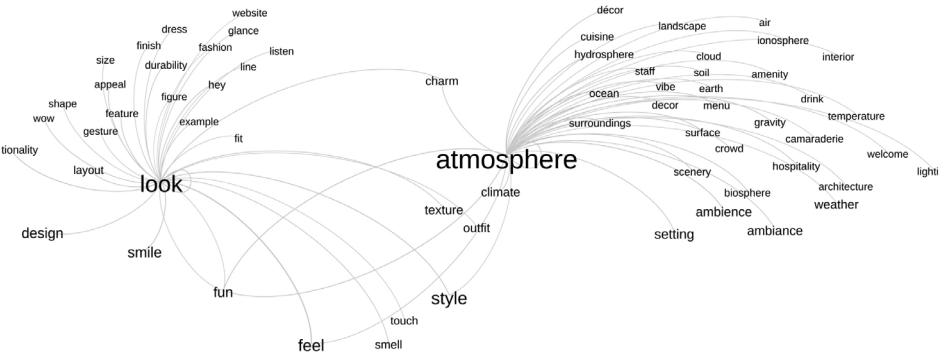 website
dress
glance
finish
fashion
listen
size
durability
line
appeal
hey
shape
figure
wow
feature
gesture
example
fit
tionality
layout
look
design
smile
fun
feel
touch
smell
style
charm
atmosphere
climate
texture
outfit
décor
landscape
air
cuisine
ionosphere
hydrosphere
cloud
interior
staff
soil
amenity
vibe
earth
ocean
drink
decor
menu
temperature
surroundings
gravity
surface
camaraderie
crowd
welcome
scenery
hospitality
lighti
biosphere
architecture
ambience
weather
setting
ambiance